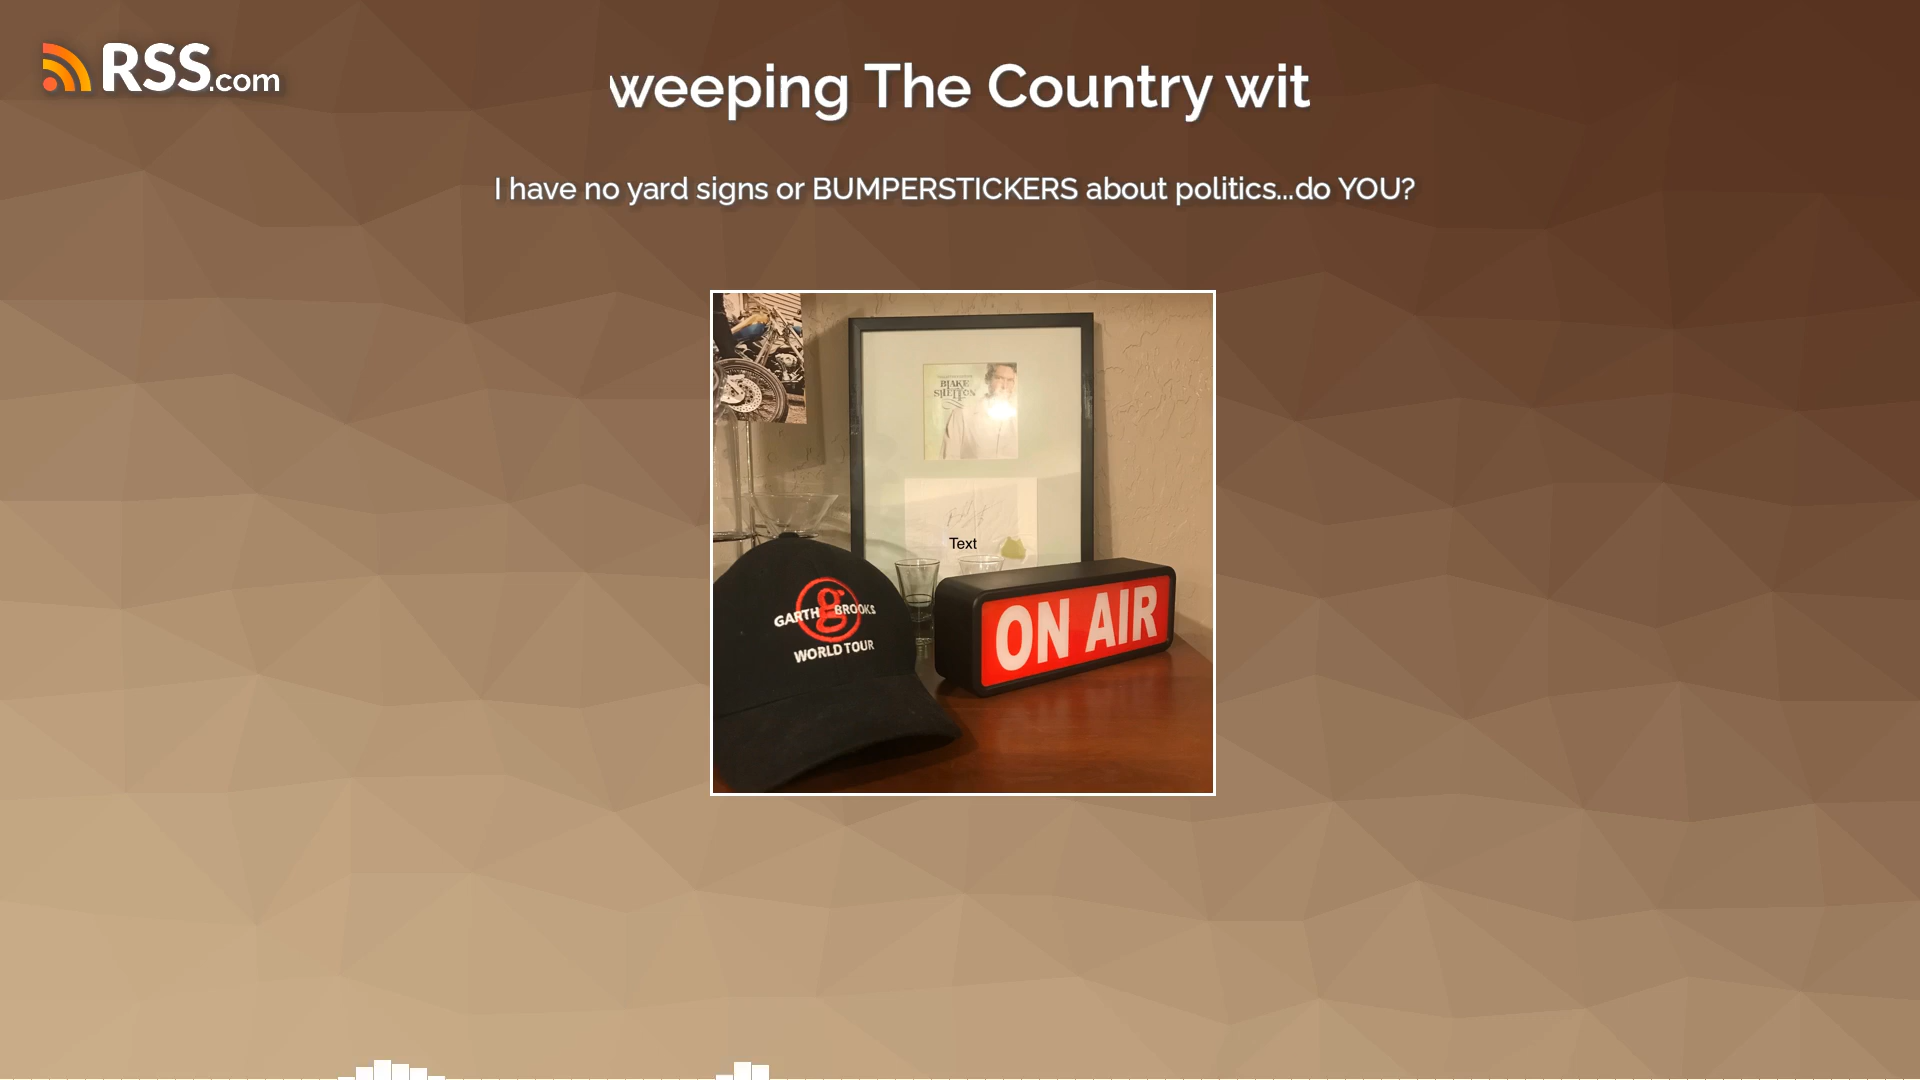 RSS.com
weeping The Country wit
I have no yard signs or BUMPERSTICKERS about politics...do YOU?
BLAKE
SHELTON
Text
GARTH BROOKS
WORLD TOUR
ON AIR